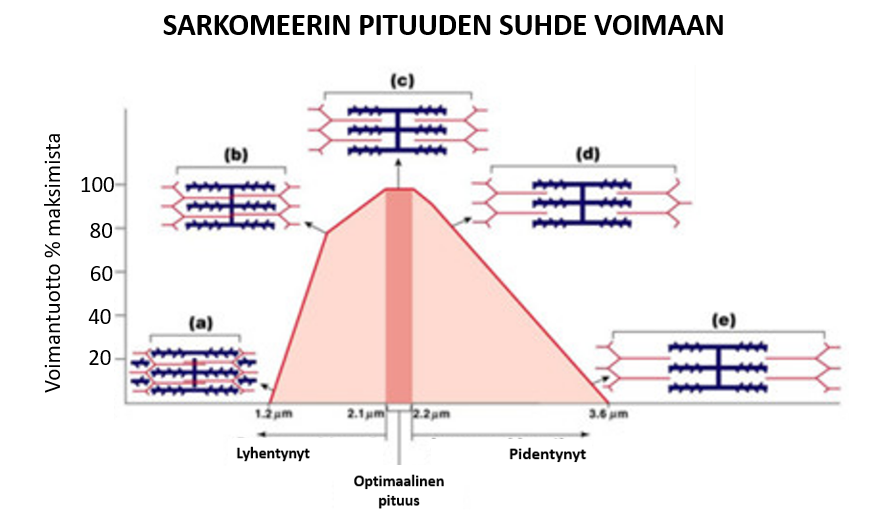 SARKOMEERIN PITUUDEN SUHDE VOIMAAN
(c)
(b)
(d)
Voimantuotto % maksimista
100
80
60
40
20
(a)
(e)
1.2 µm
2.1 µm
2.2 µm
3.6 µm
Lyhentynyt
Pidentynyt
Optimaalinen
pituus